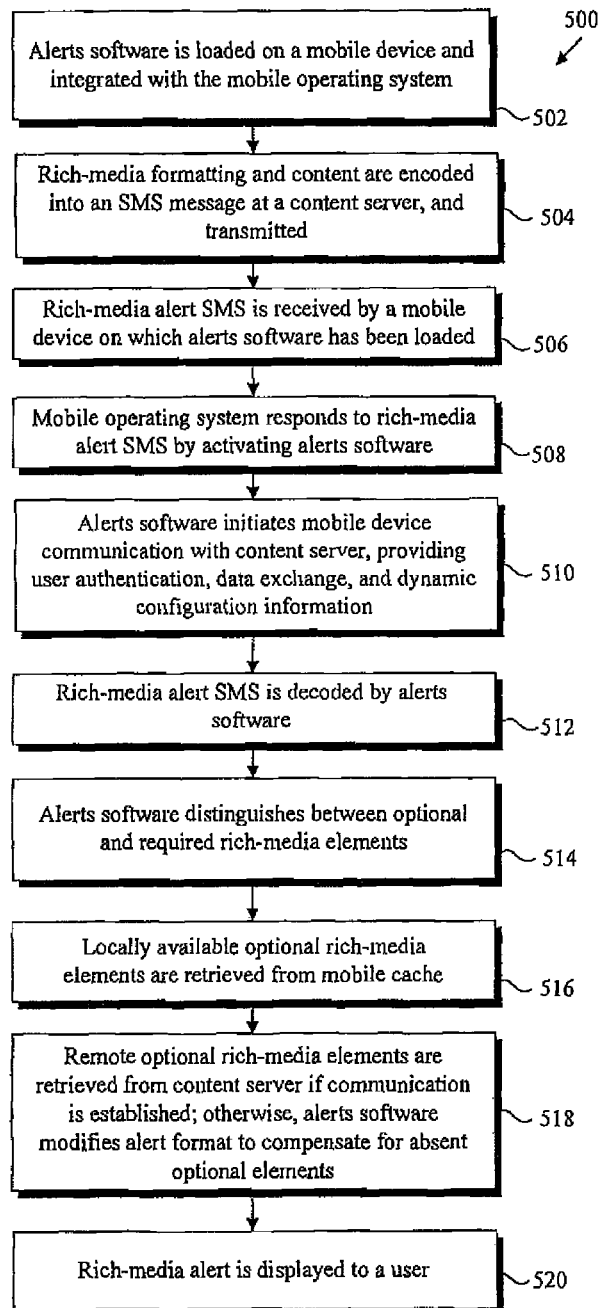 500
Alerts software is loaded on a mobile device and
integrated with the mobile operating system
502
Rich-media formatting and content are encoded
into an SMS message at a content server, and
transmitted
504
Rich-media alert SMS is received by a mobile
device on which alerts software has been loaded
506
Mobile operating system responds to rich-media
alert SMS by activating alerts software
508
Alerts software initiates mobile device
communication with content server, providing
user authentication, data exchange, and dynamic
configuration information
510
Rich-media alert SMS is decoded by alerts
software
512
Alerts software distinguishes between optional
and required rich-media elements
514
Locally available optional rich-media
elements are retrieved from mobile cache
516
Remote optional rich-media elements are
retrieved from content server if communication
is established; otherwise, alerts software
modifies alert format to compensate for absent
optional elements
518
Rich-media alert is displayed to a user
520